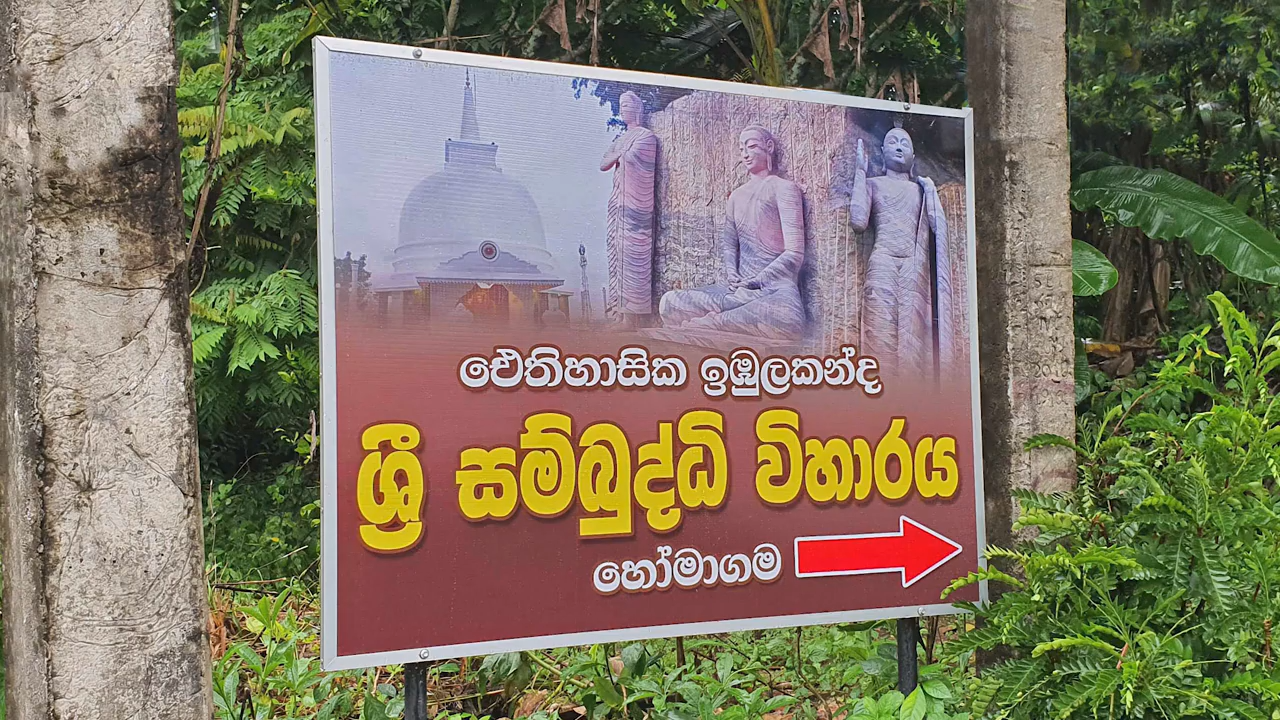 ඓතිහාසික ඉඹුලකන්ද
ශ්‍රී සම්බුද්ධි විහාරය
හෝමාගම